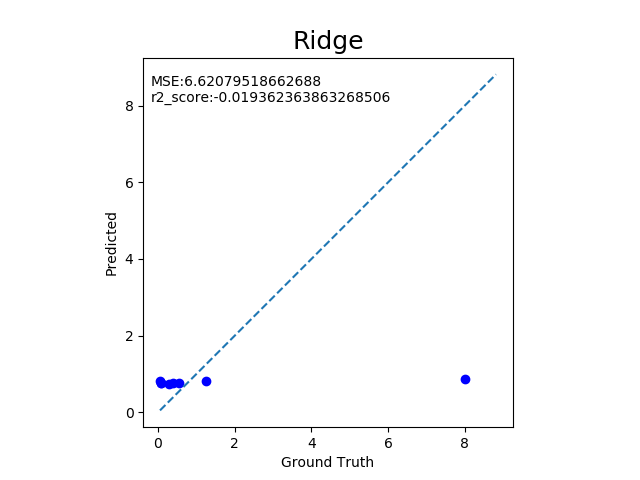 Ridge
MSE:6.62079518662688
r2_score:-0.019362363863268506
8
6
4
2
0
Predicted
0 2 4 6 8
Ground Truth